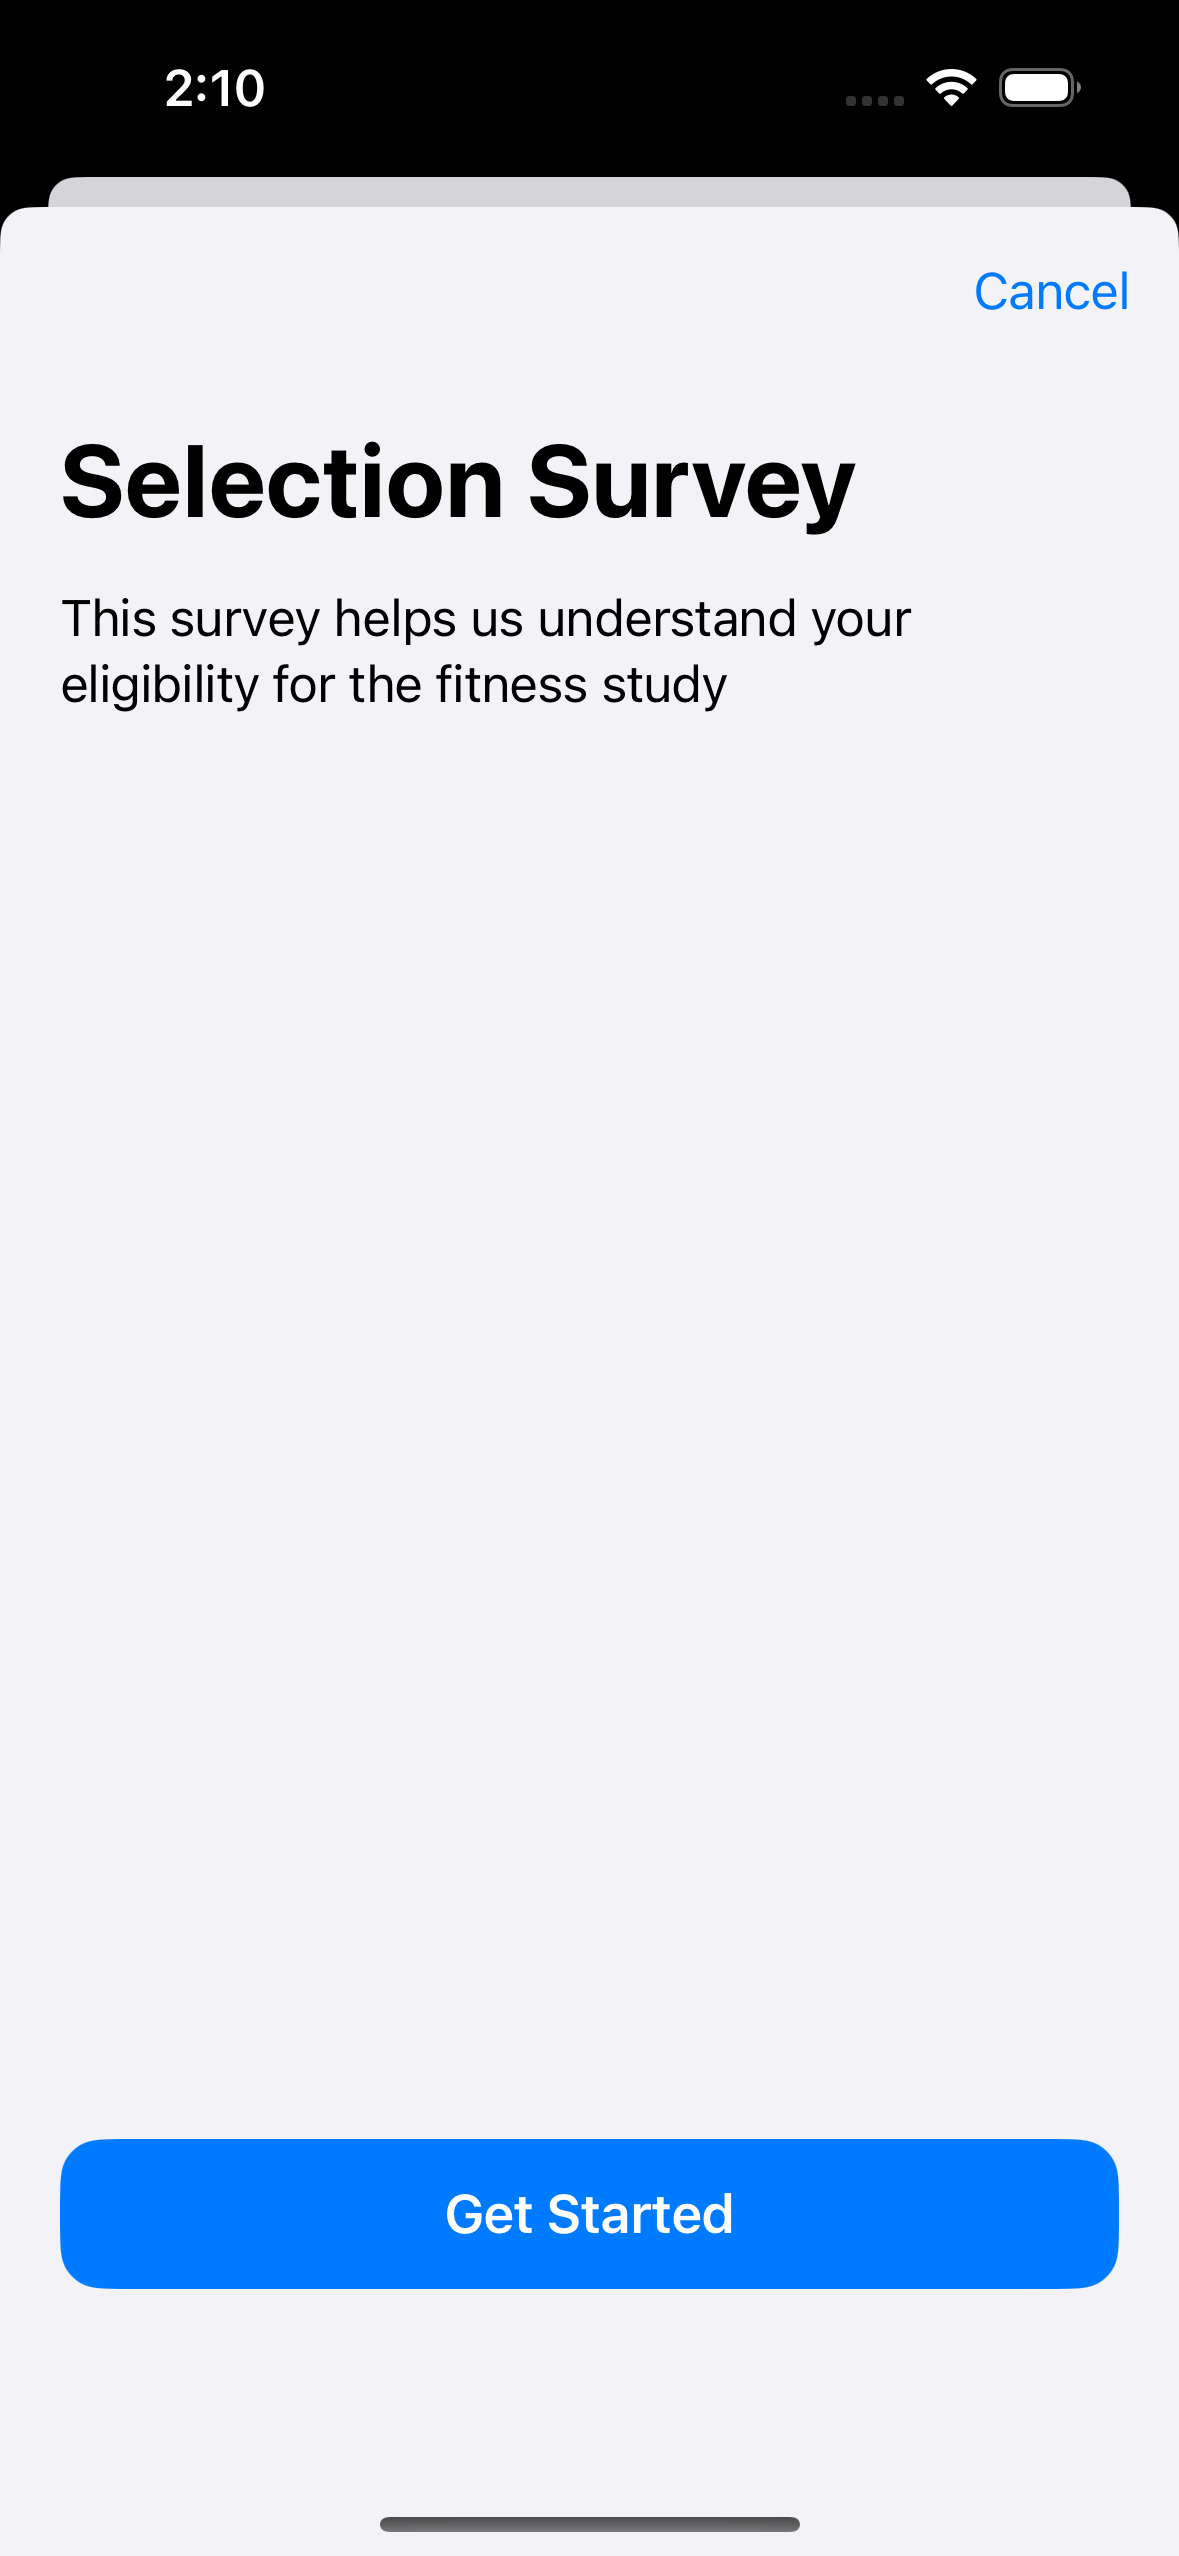 2:10
Cancel
Selection Survey
This survey helps us understand your
eligibility for the fitness study
Get Started